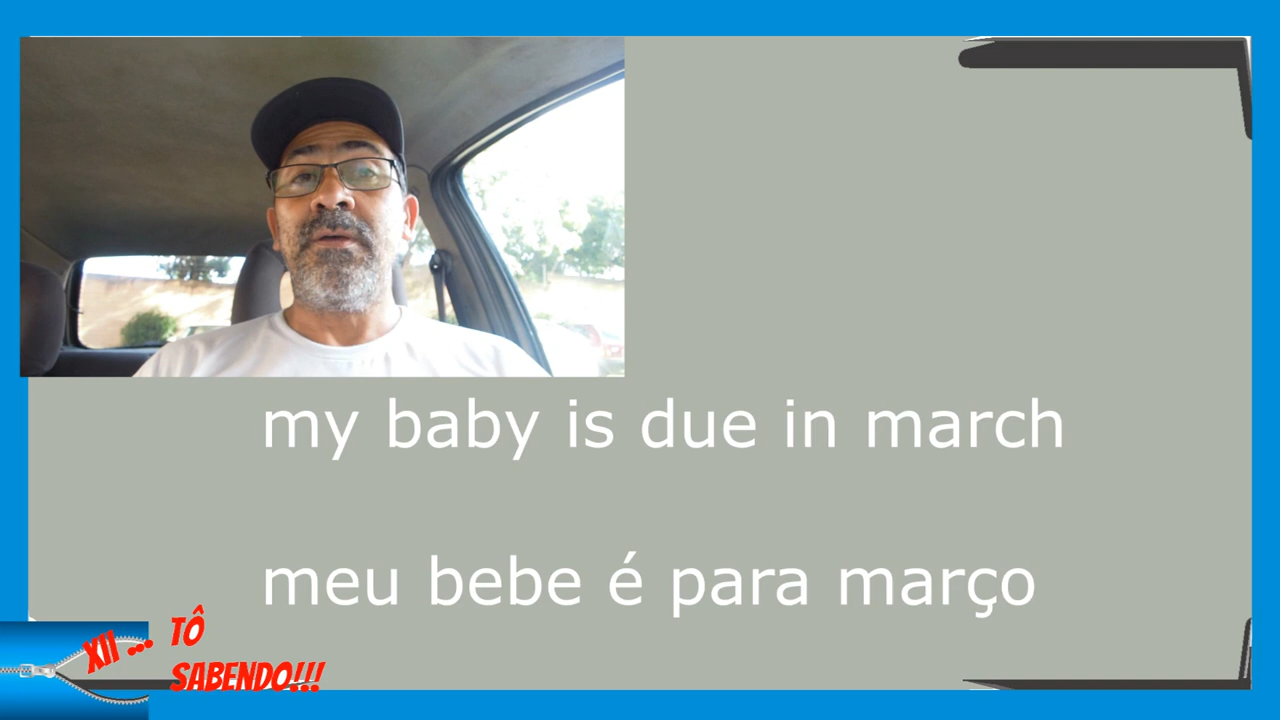 my baby is due in march
meu bebe é para março
XII ... TÔ
SABENDO!!!